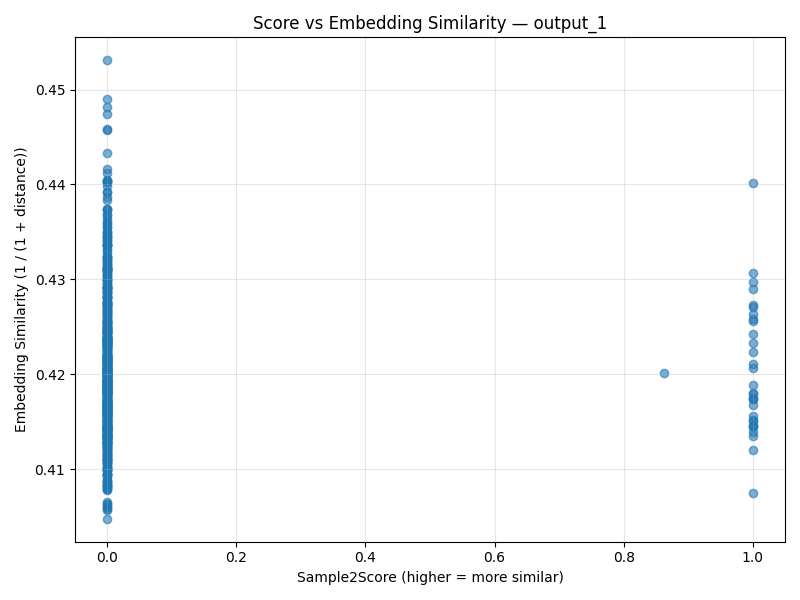 Score vs Embedding Similarity — output_1
Embedding Similarity (1 / (1 + distance))
0.45
0.44
0.43
0.42
0.41
0.0 0.2 0.4 0.6 0.8 1.0
Sample2Score (higher = more similar)